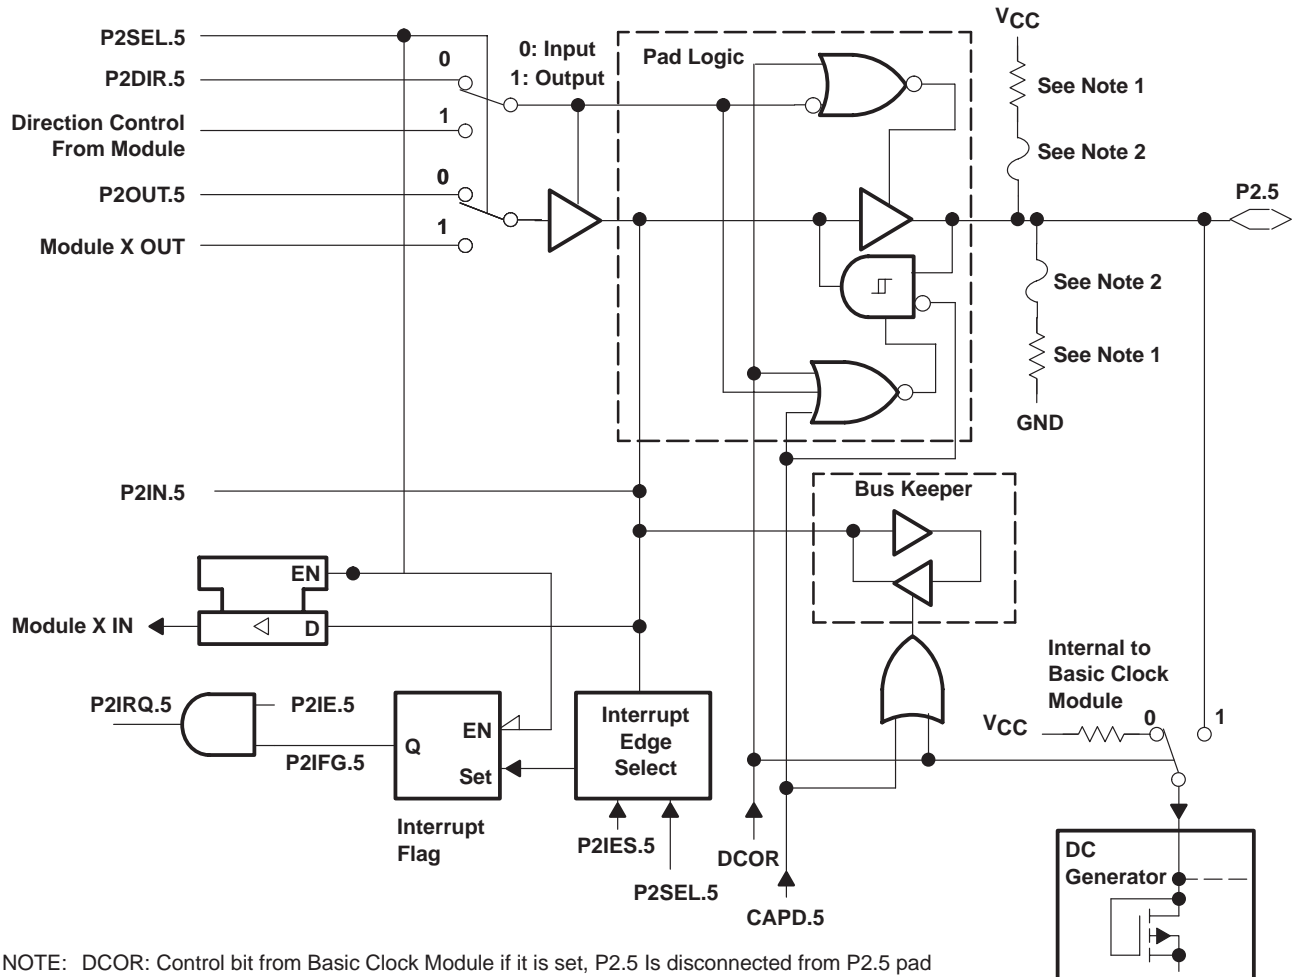 VCC
P2SEL.5
0: Input
1: Output
Pad Logic
0
P2DIR.5
See Note 1
Direction Control
From Module
1
See Note 2
0
P2OUT.5
P2.5
1
Module X OUT
See Note 2
See Note 1
GND
P2IN.5
Bus Keeper
EN
Module X IN
D
Internal to
Basic Clock
Module
P2IRQ.5
P2IE.5
Interrupt
Edge
Select
VCC
0
1
EN
Q
P2IFG.5
Set
Interrupt
Flag
P2IES.5
DCOR
DC
Generator
P2SEL.5
CAPD.5
NOTE: DCOR: Control bit from Basic Clock Module if it is set, P2.5 Is disconnected from P2.5 pad